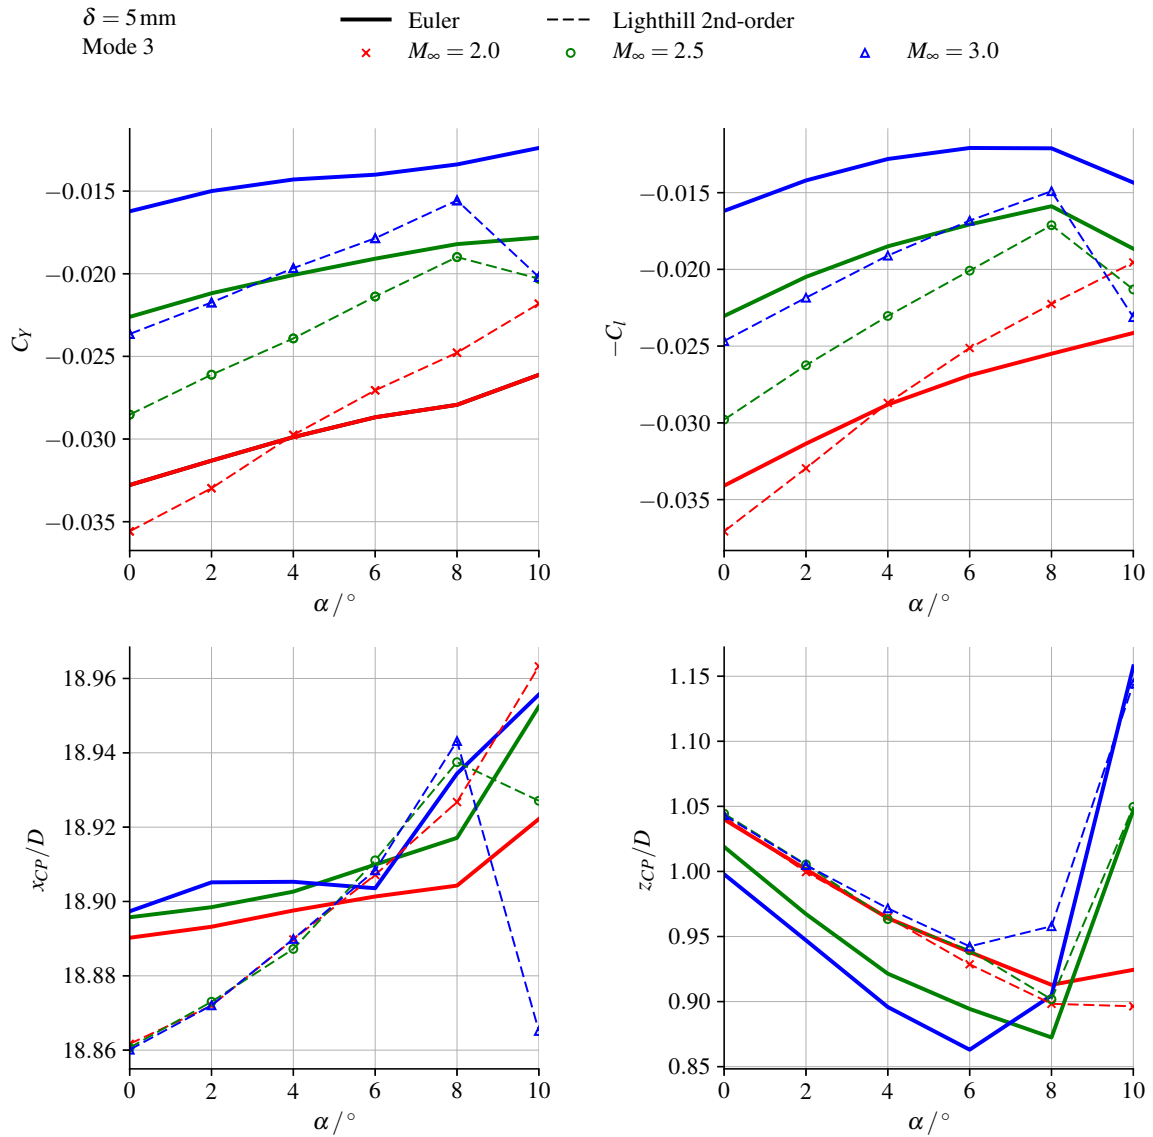 δ = 5 mm Euler Lighthill 2nd-order
Mode 3 M∞ = 2.0 M∞ = 2.5 M∞ = 3.0
−0.015
−0.020
−0.025
−0.030
−0.035
C_Y
0 2 4 6 8 10
α/°
−0.015
−0.020
−0.025
−0.030
−0.035
−C_l
0 2 4 6 8 10
α/°
18.96
18.94
18.92
18.90
18.88
18.86
x_CP/D
0 2 4 6 8 10
α/°
1.15
1.10
1.05
1.00
0.95
0.90
0.85
z_CP/D
0 2 4 6 8 10
α/°